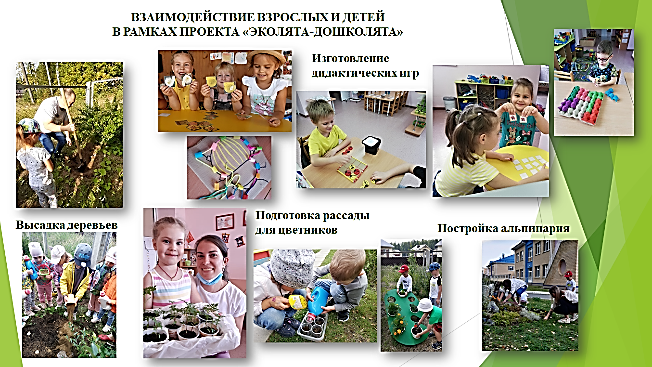 ВЗАИМОДЕЙСТВИЕ ВЗРОСЛЫХ И ДЕТЕЙ
В РАМКАХ ПРОЕКТА «ЭКОЛЯТА-ДОШКОЛЯТА»
Изготовление
дидактических игр
Высадка деревьев
Подготовка рассады
для цветников
Постройка альпинария